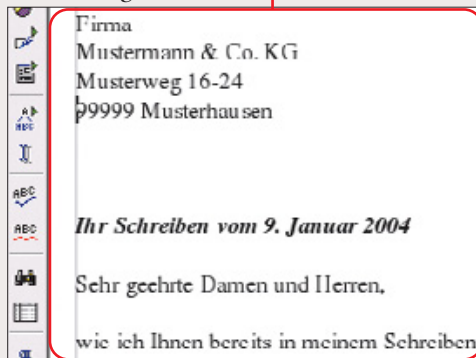 Firma
Mustermann & Co. KG
Musterweg 16-24
99999 Musterhausen
Ihr Schreiben vom 9. Januar 2004
Sehr geehrte Damen und Herren,
wie ich Ihnen bereits in meinem Schreiben